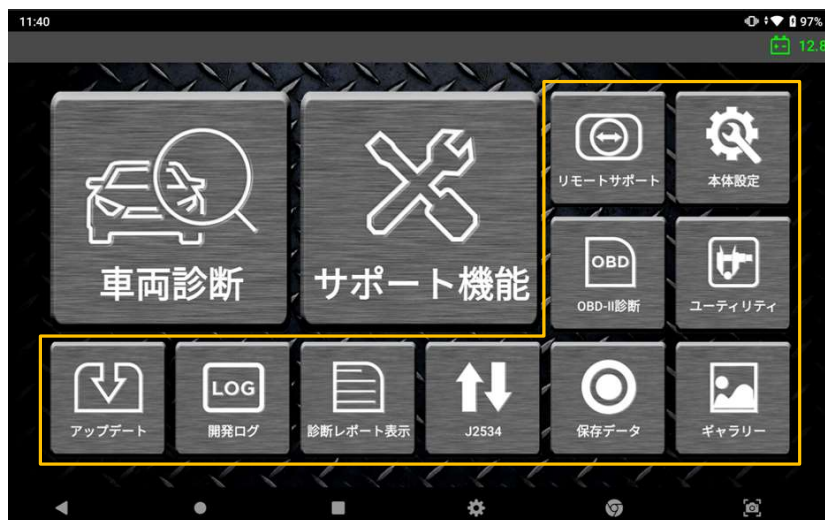 11:40
97%
12.8
リモートサポート
本体設定
車両診断
サポート機能
OBD
OBD-II診断
ユーティリティ
LOG
アップデート
開発ログ
診断レポート表示
J2534
保存データ
ギャラリー